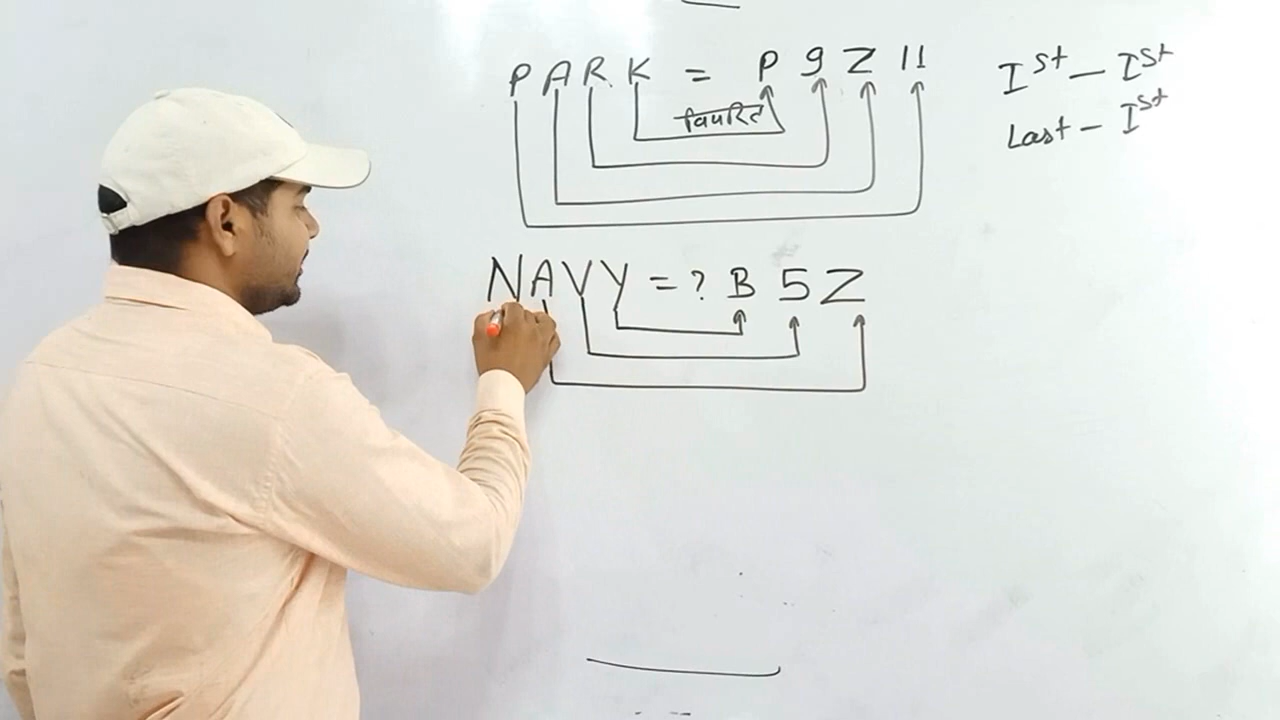 PARK = P 9 Z 11
विपरित
Ist - Ist
Last - Ist
NAVY = ? B 5 Z